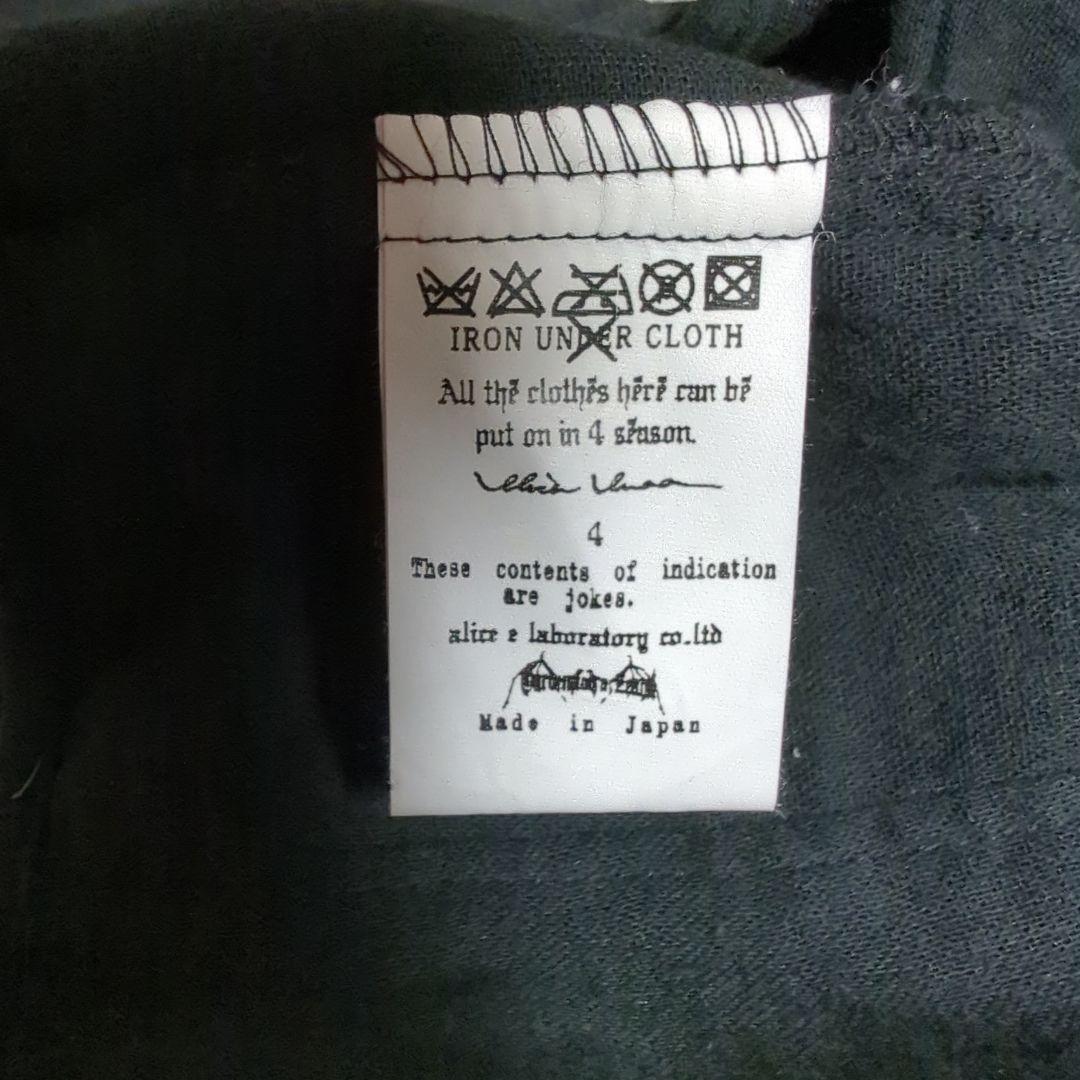 IRON UNDER CLOTH
All the clothes here can be
put on in 4 season.
4
These contents of indication
are jokes.
alice e laboratory co.ltd
Made in Japan